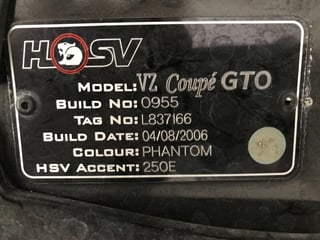 HSV
MODEL: VZ Coupé GTO
BUILD NO: 0955
TAG NO: L837166
BUILD DATE: 04/08/2006
COLOUR: PHANTOM
HSV ACCENT: 250E